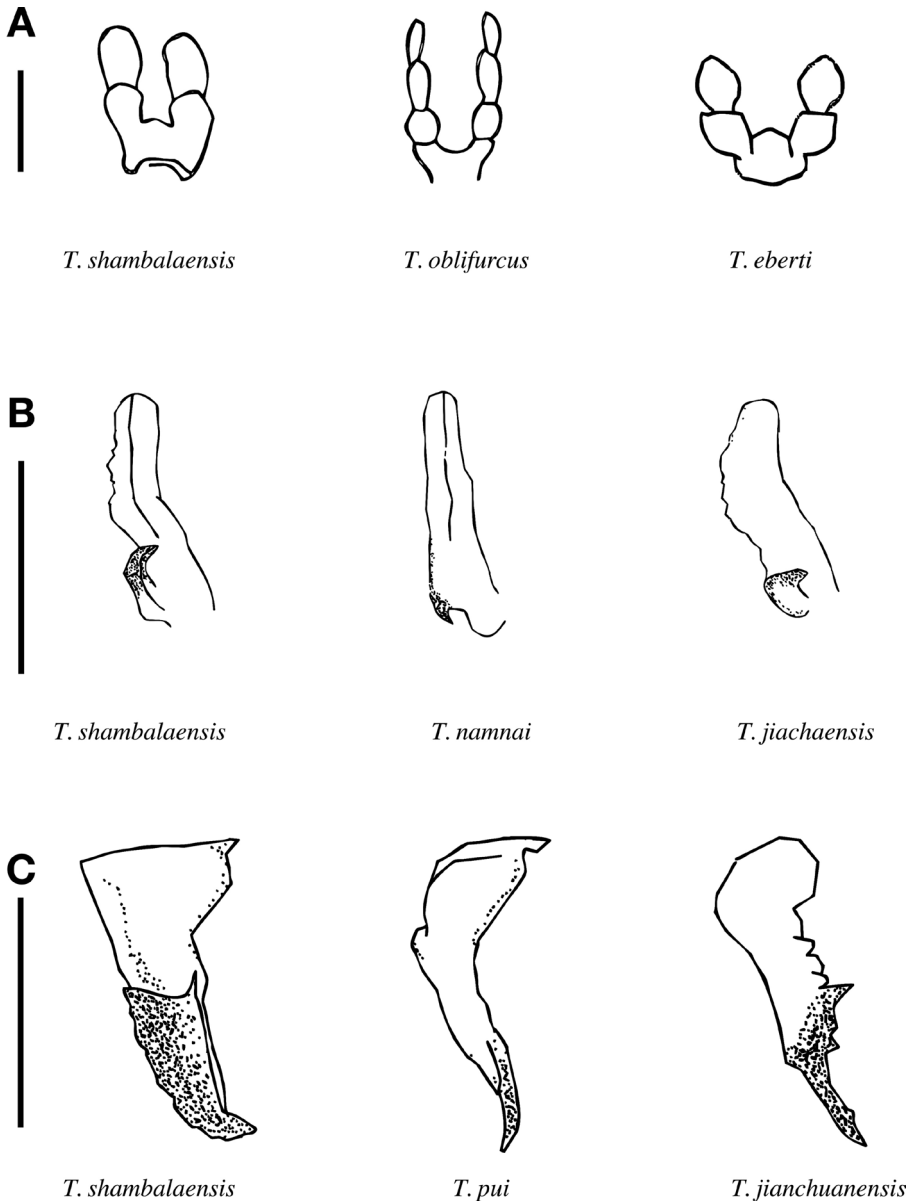 A
T. shambalaensis T. oblifurcus T. eberti
B
T. shambalaensis T. namnai T. jiachaensis
C
T. shambalaensis T. pui T. jianchuanensis